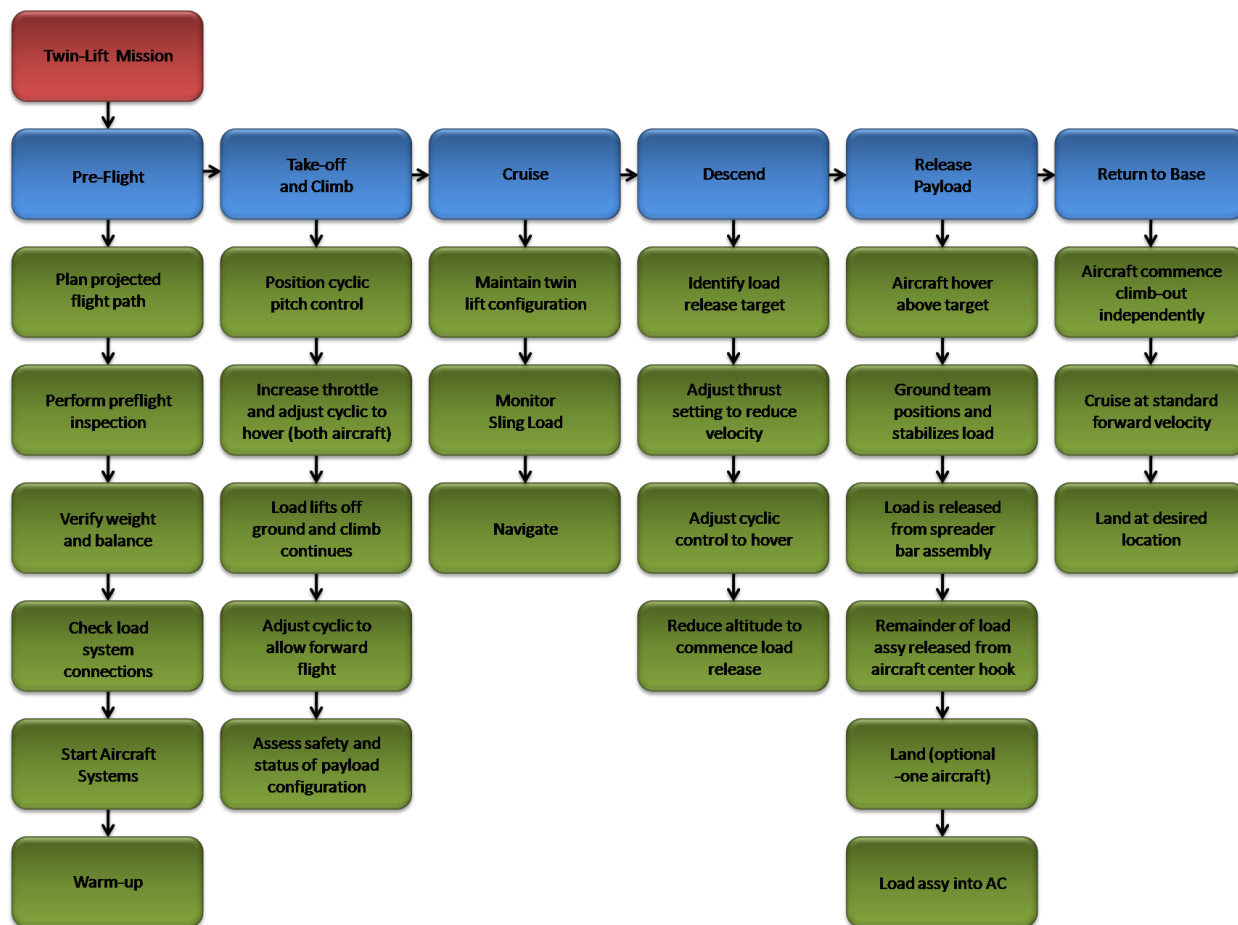 Twin-Lift Mission
Pre-Flight
Take-off
and Climb
Cruise
Descend
Release
Payload
Return to Base
Plan projected
flight path
Perform preflight
inspection
Verify weight
and balance
Check load
system
connections
Start Aircraft
Systems
Warm-up
Position cyclic
pitch control
Increase throttle
and adjust cyclic to
hover (both aircraft)
Load lifts off
ground and climb
continues
Adjust cyclic to
allow forward
flight
Assess safety and
status of payload
configuration
Maintain twin
lift configuration
Monitor
Sling Load
Navigate
Identify load
release target
Adjust thrust
setting to reduce
velocity
Adjust cyclic
control to hover
Reduce altitude to
commence load
release
Aircraft hover
above target
Ground team
positions and
stabilizes load
Load is released
from spreader
bar assembly
Remainder of load
assy released from
aircraft center hook
Land (optional
-one aircraft)
Load assy into AC
Aircraft commence
climb-out
independently
Cruise at standard
forward velocity
Land at desired
location